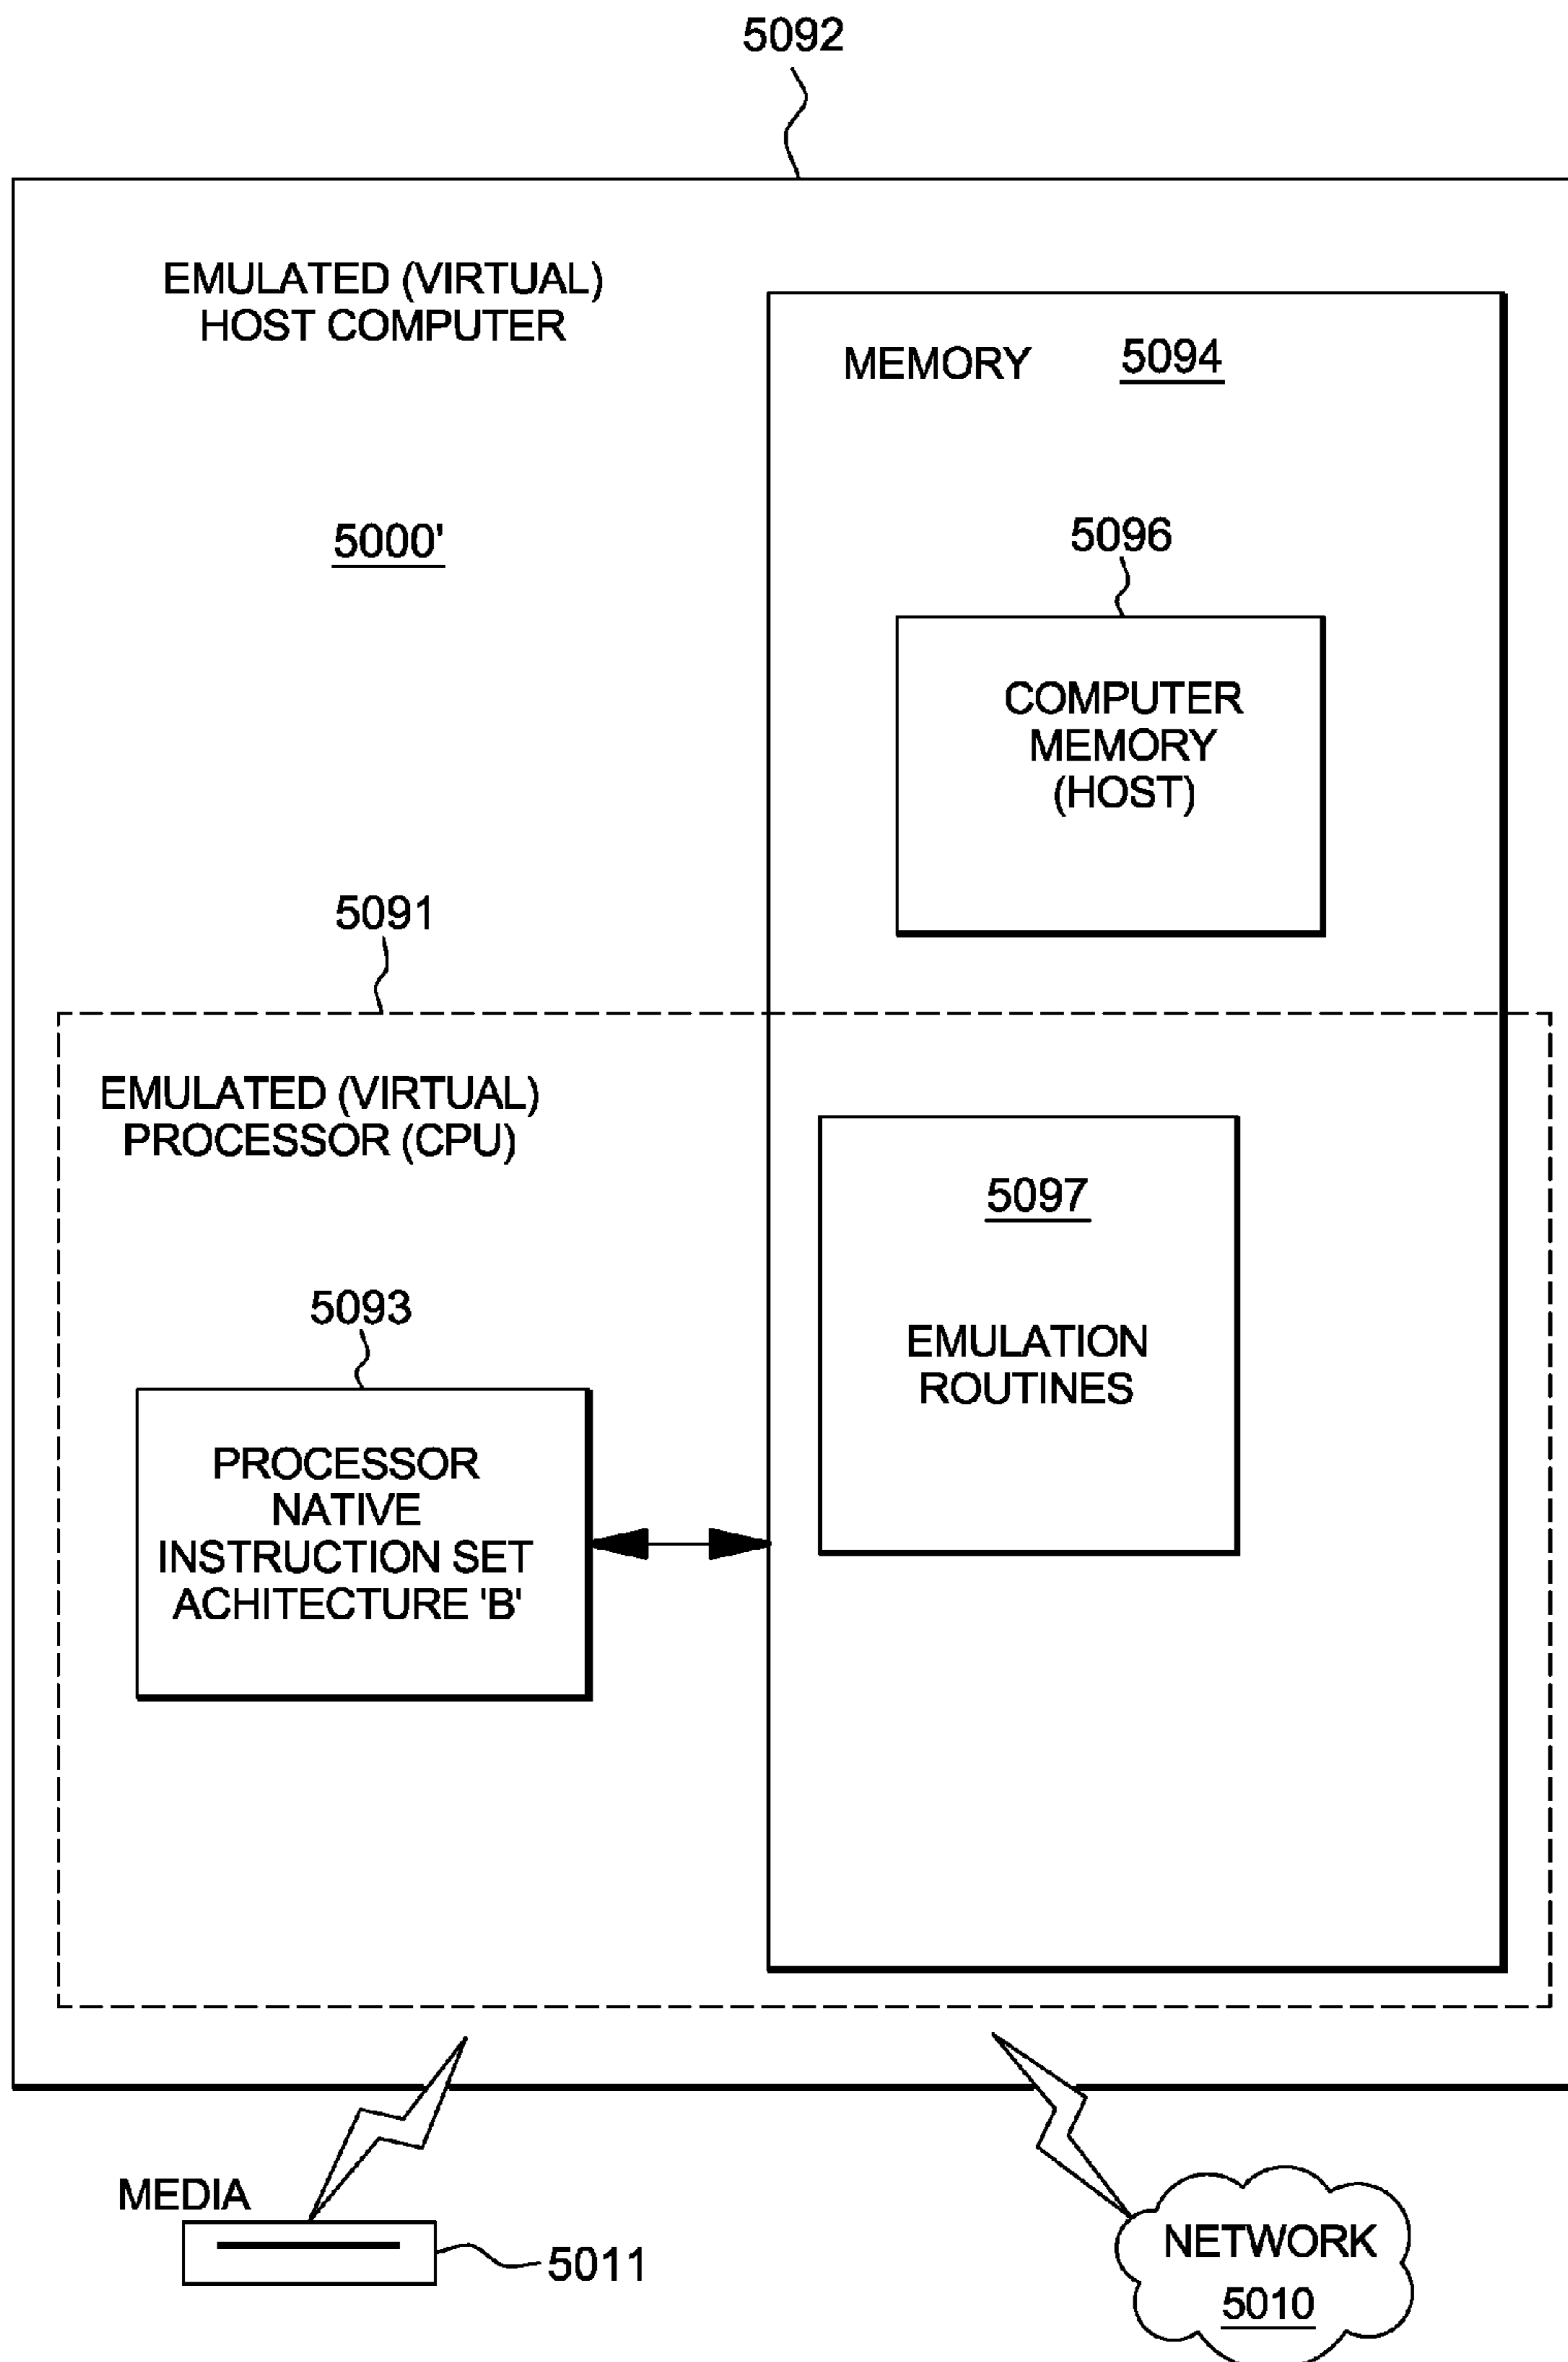 5092
EMULATED (VIRTUAL)
HOST COMPUTER
MEMORY 5094
5000'
5096
COMPUTER
MEMORY
(HOST)
5091
EMULATED (VIRTUAL)
PROCESSOR (CPU)
5097
EMULATION
ROUTINES
5093
PROCESSOR
NATIVE
INSTRUCTION SET
ACHITECTURE 'B'
MEDIA
5011
NETWORK
5010